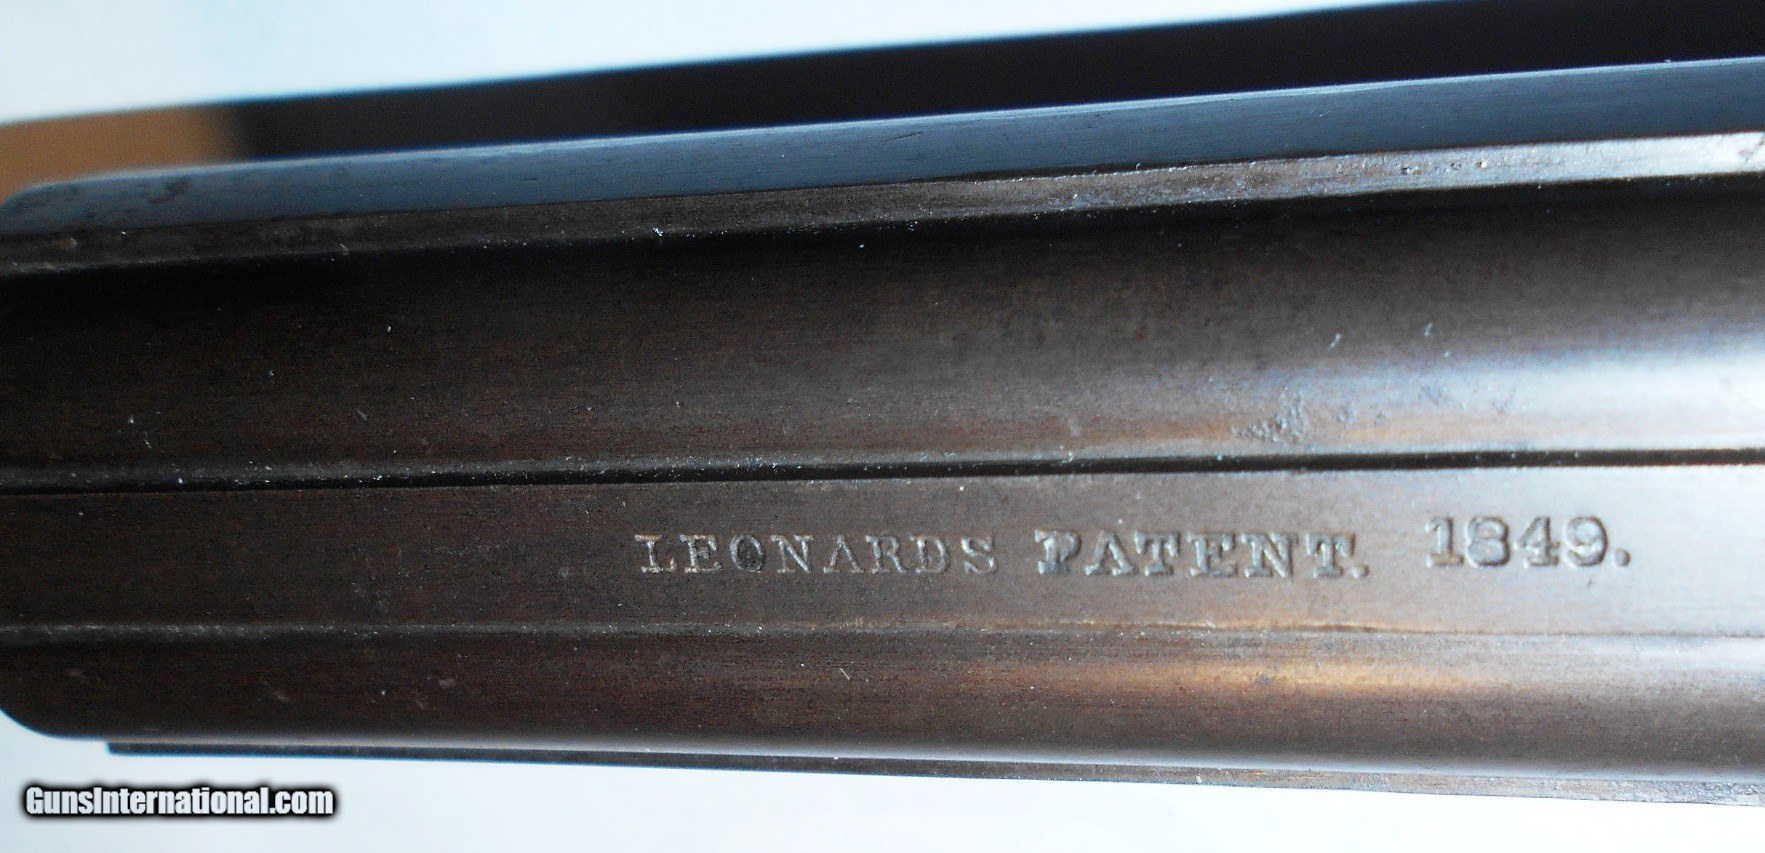 LEONARDS PATENT. 1849.
GunsInternational.com